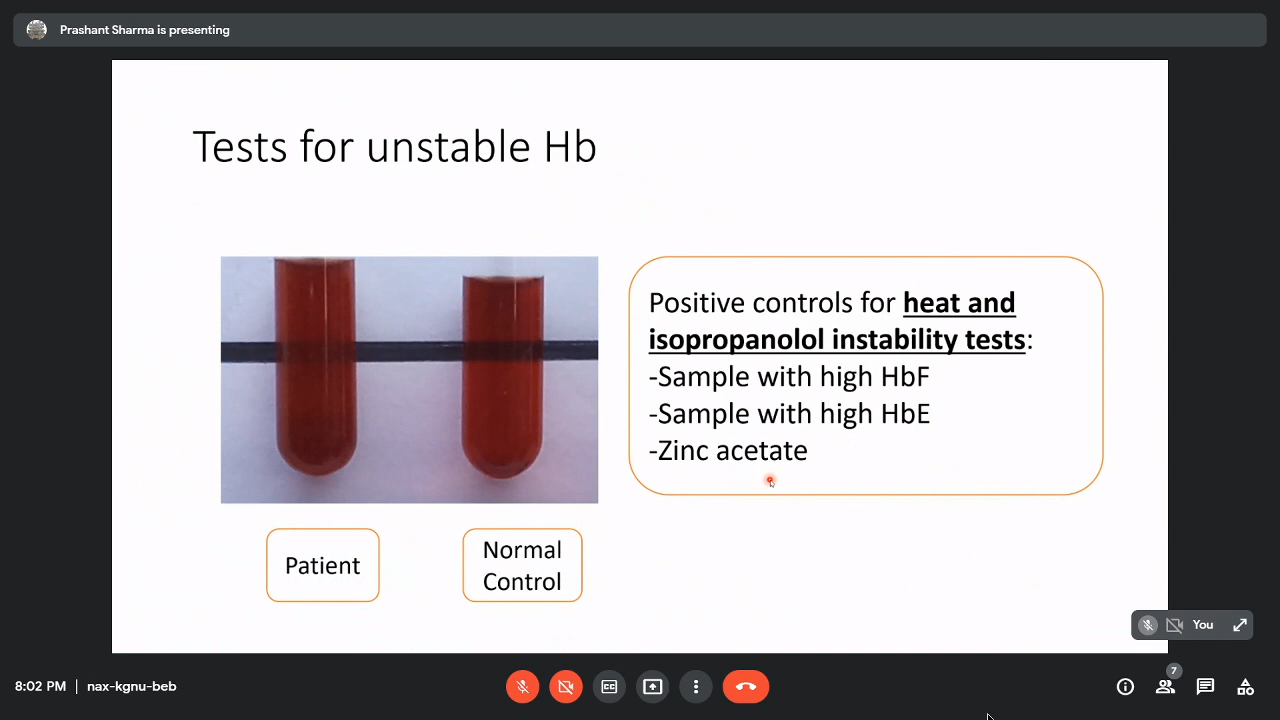 Prashant Sharma is presenting
Tests for unstable Hb
Positive controls for heat and
isopropanolol instability tests:
-Sample with high HbF
-Sample with high HbE
-Zinc acetate
Patient
Normal
Control
You
8:02 PM | nax-kgnu-beb
CC
7